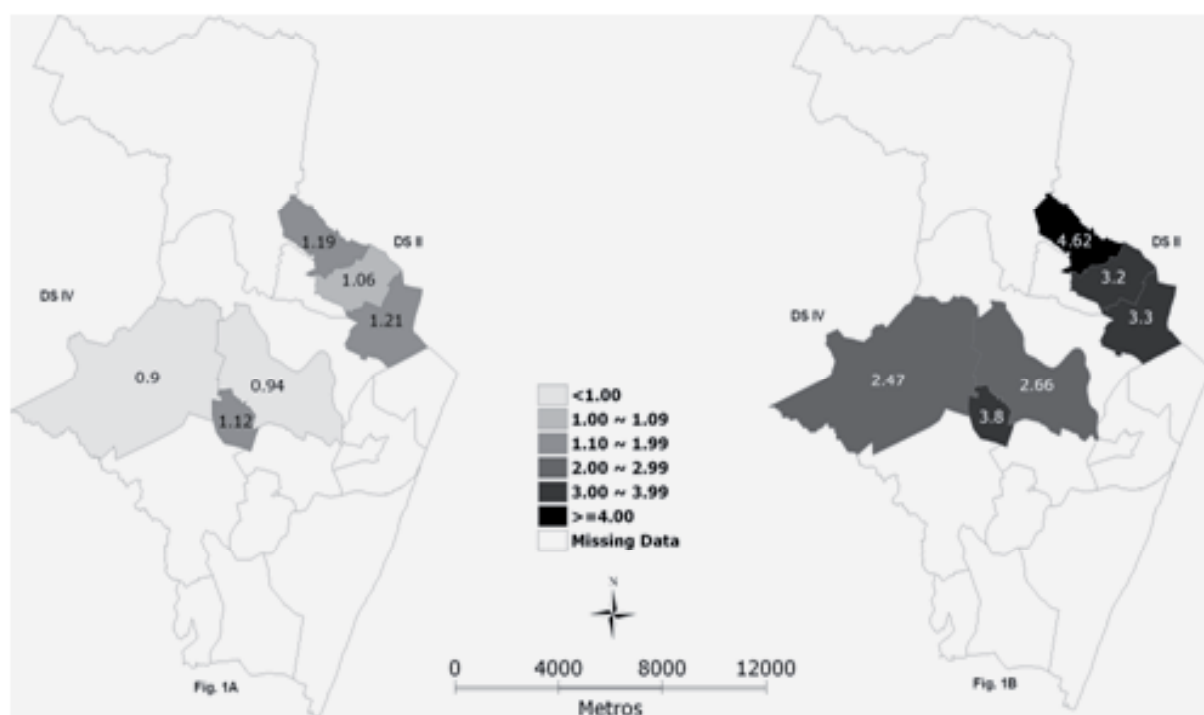 1.19
DS II
1.06
DS IV
1.21
0.9
0.94
1.12
Fig. 1A
<1.00
1.00 ~ 1.09
1.10 ~ 1.99
2.00 ~ 2.99
3.00 ~ 3.99
>=4.00
Missing Data
N
0 4000 8000 12000
Metros
4.62
DS II
3.2
DS IV
3.3
2.47
2.66
3.8
Fig. 1B